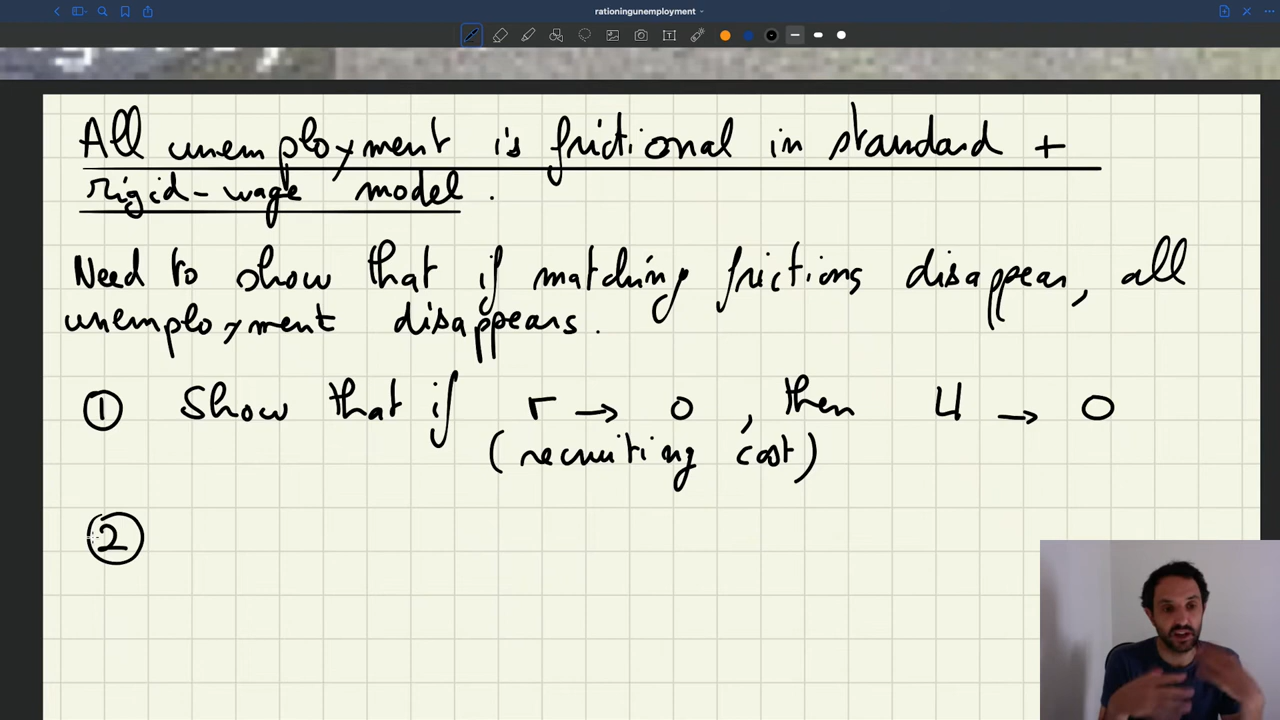 rationingunemployment
All unemployment is frictional in standard +
rigid-wage model.
Need to show that if matching frictions disappear, all
unemployment disappears.
① Show that if r → 0, then u → 0
(recruiting cost)
②